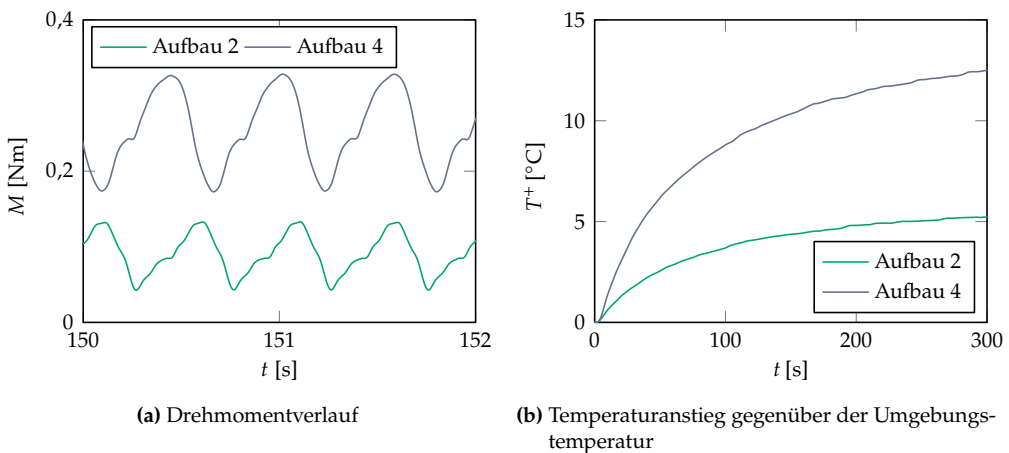 0,4
0,2
0
M [Nm]
Aufbau 2
Aufbau 4
150
151
152
t [s]
(a) Drehmomentverlauf
15
10
5
0
T⁺ [°C]
Aufbau 2
Aufbau 4
0
100
200
300
t [s]
(b) Temperaturanstieg gegenüber der Umgebungs-
temperatur